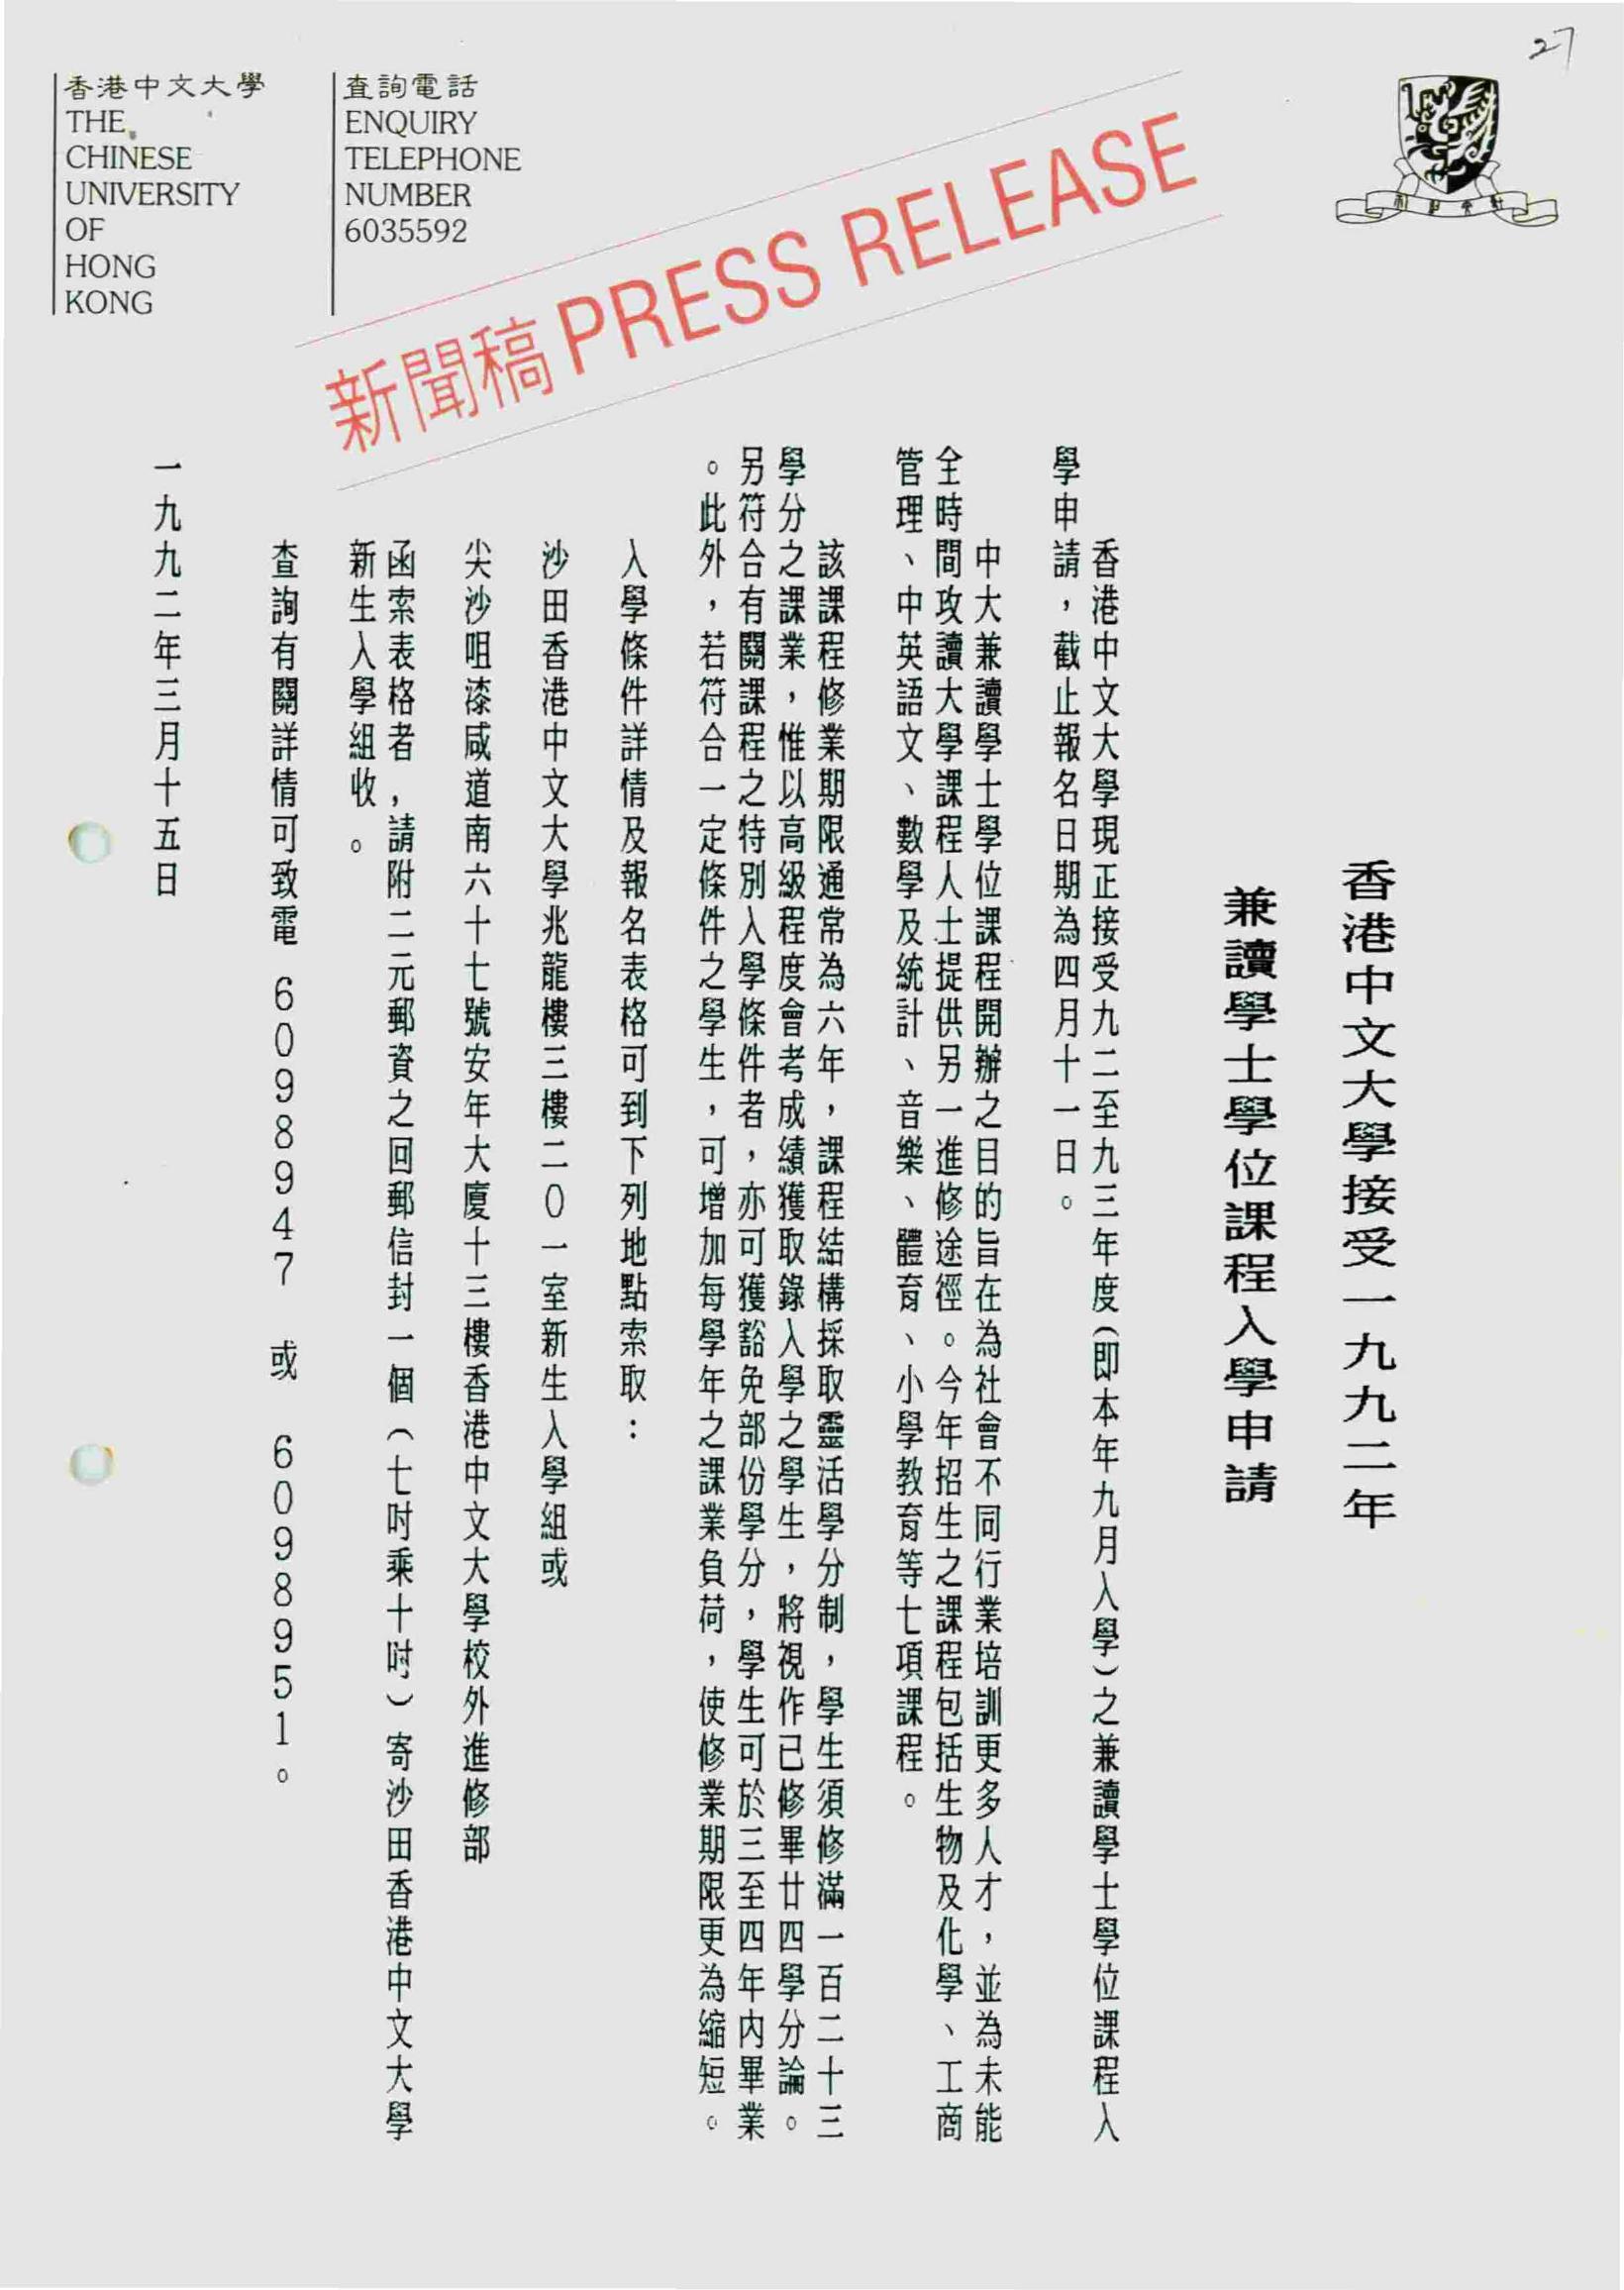 27
香港中文大學
THE
CHINESE
UNIVERSITY
OF
HONG
KONG
查詢電話
ENQUIRY
TELEPHONE
NUMBER
6035592
新聞稿 PRESS RELEASE
香港中文大學接受一九九二年
兼讀學士學位課程入學申請
香港中文大學現正接受九二至九三年度(即本年九月入學)之兼讀學士學位課程入
學申請，截止報名日期為四月十一日。
中大兼讀學士學位課程開辦之目的旨在為社會不同行業培訓更多人才，並為未能
全時間攻讀大學課程人士提供另一進修途徑。今年招生之課程包括生物及化學、工商
管理、中英語文、數學及統計、音樂、體育、小學教育等七項課程。
該課程修業期限通常為六年，課程結構採取靈活學分制，學生須修滿一百二十三
學分之課業，惟以高級程度會考成績獲取錄入學之學生，將視作已修畢廿四學分論。
另符合有關課程之特別入學條件者，亦可獲豁免部份學分，學生可於三至四年內畢業
。此外，若符合一定條件之學生，可增加每學年之課業負荷，使修業期限更為縮短。
入學條件詳情及報名表格可到下列地點索取：
沙田香港中文大學兆龍樓三樓二０一室新生入學組或
尖沙咀漆咸道南六十七號安年大廈十三樓香港中文大學校外進修部
函索表格者，請附二元郵資之回郵信封一個(七吋乘十吋)寄沙田香港中文大學
新生入學組收。
查詢有關詳情可致電 6098947 或 6098951。
一九九二年三月十五日